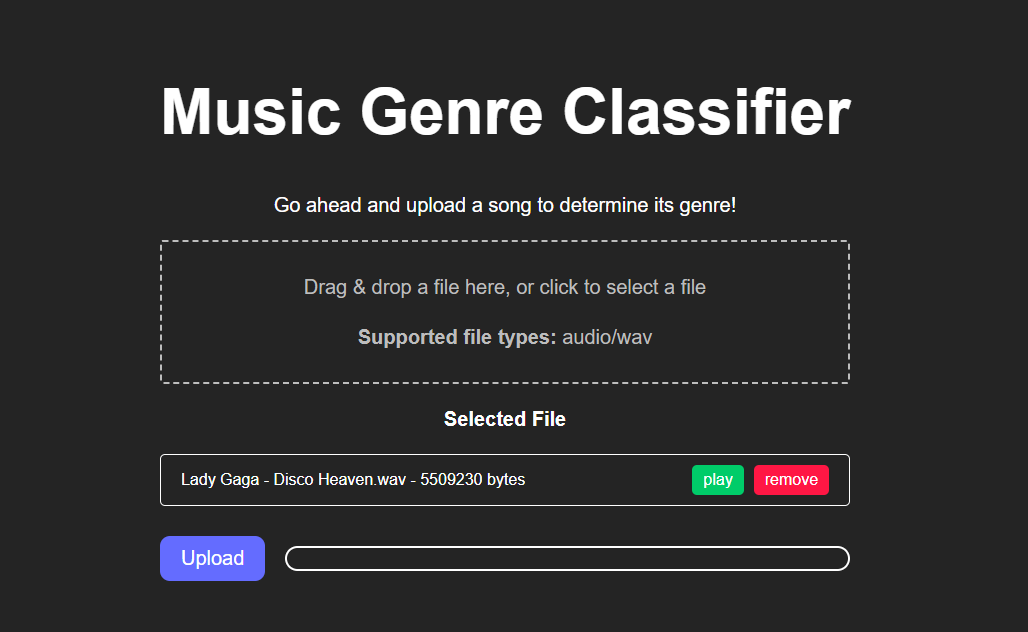 Music Genre Classifier
Go ahead and upload a song to determine its genre!
Drag & drop a file here, or click to select a file
Supported file types: audio/wav
Selected File
Lady Gaga - Disco Heaven.wav - 5509230 bytes play remove
Upload